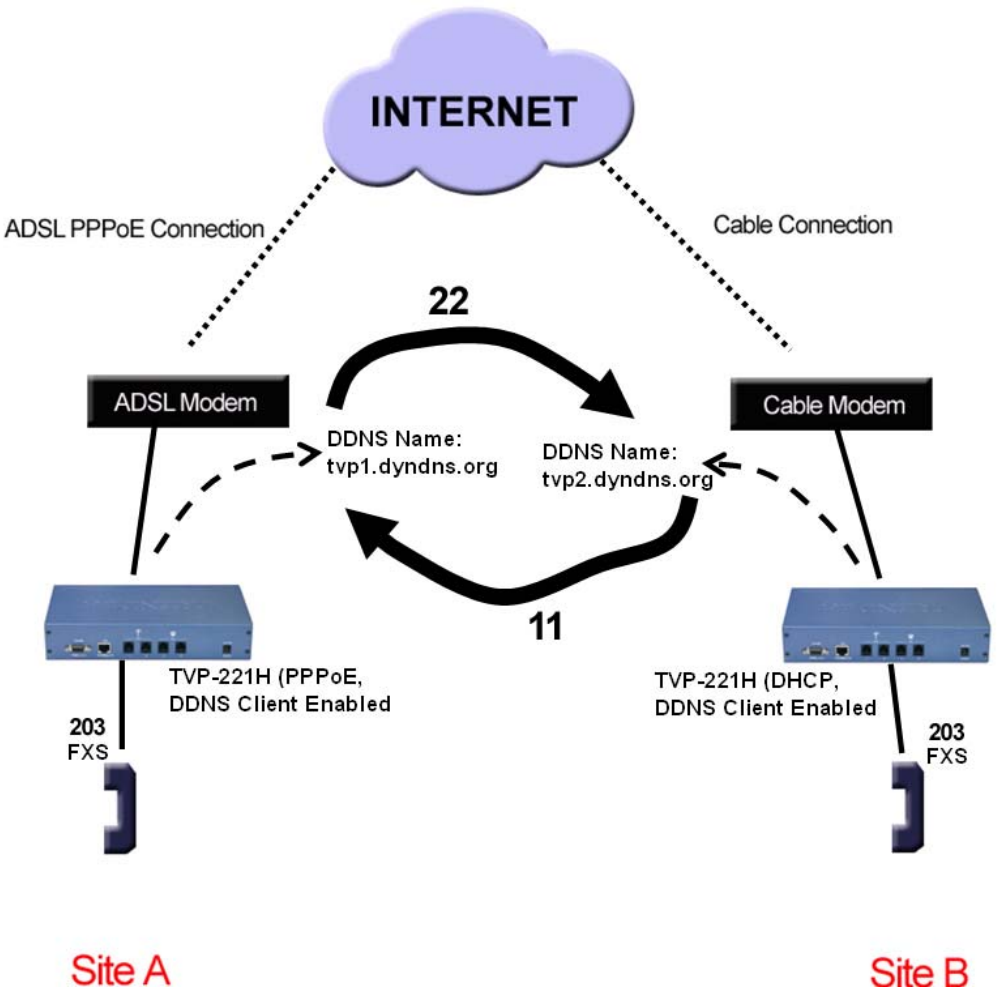 INTERNET
ADSL PPPoE Connection
Cable Connection
22
ADSL Modem
Cable Modem
DDNS Name:
tvp1.dyndns.org
DDNS Name:
tvp2.dyndns.org
11
TVP-221H (PPPoE,
DDNS Client Enabled
TVP-221H (DHCP,
DDNS Client Enabled
203
FXS
203
FXS
Site A
Site B